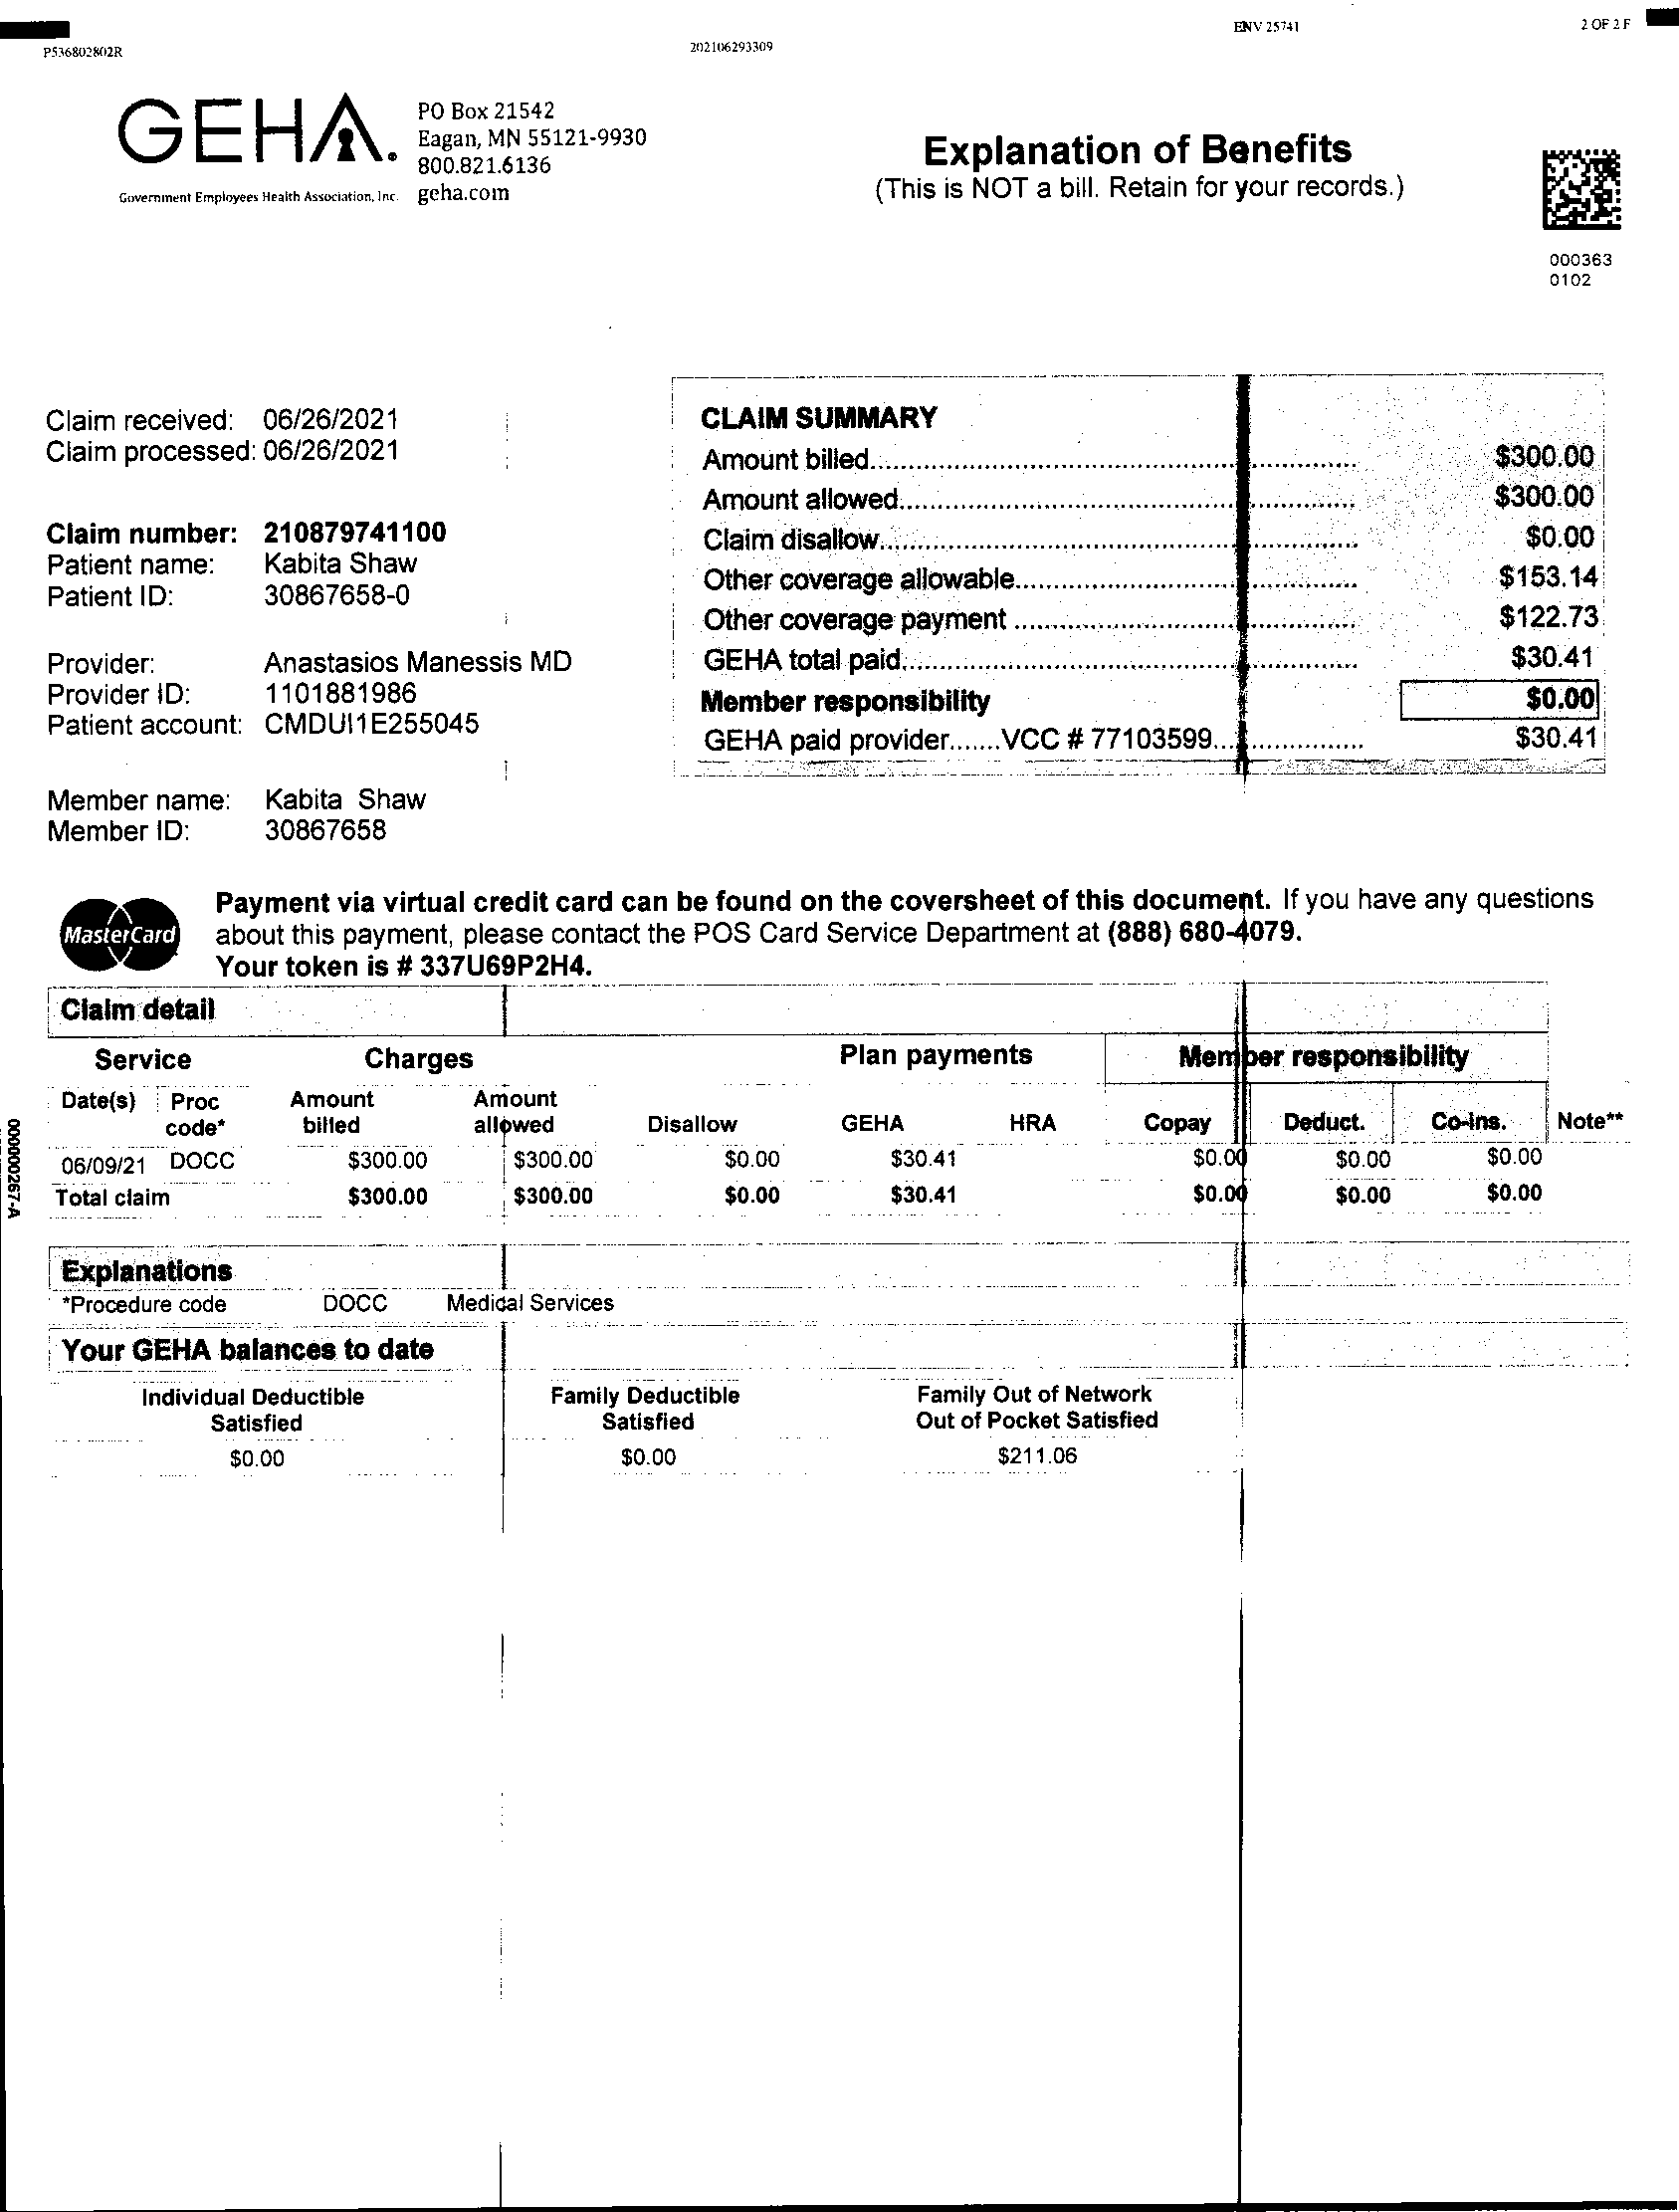 ENV 25741
2 OF 2 F
P536802802R
202106293309
GEHA.
Government Employees Health Association, Inc.
PO Box 21542
Eagan, MN 55121-9930
800.821.6136
geha.com
Explanation of Benefits
(This is NOT a bill. Retain for your records.)
000363
0102
Claim received: 06/26/2021
Claim processed: 06/26/2021
Claim number: 210879741100
Patient name: Kabita Shaw
Patient ID: 30867658-0
Provider: Anastasios Manessis MD
Provider ID: 1101881986
Patient account: CMDUI1E255045
Member name: Kabita Shaw
Member ID: 30867658
CLAIM SUMMARY
Amount billed $300.00
Amount allowed $300.00
Claim disallow $0.00
Other coverage allowable $153.14
Other coverage payment $122.73
GEHA total paid $30.41
Member responsibility $0.00
GEHA paid provider.......VCC # 77103599 $30.41
MasterCard
Payment via virtual credit card can be found on the coversheet of this document. If you have any questions
about this payment, please contact the POS Card Service Department at (888) 680-4079.
Your token is # 337U69P2H4.
Claim detail
Service Charges Plan payments Member responsibility
Date(s) Proc code* Amount billed Amount allowed Disallow GEHA HRA Copay Deduct. Co-ins. Note**
06/09/21 DOCC $300.00 $300.00 $0.00 $30.41 $0.00 $0.00 $0.00
Total claim $300.00 $300.00 $0.00 $30.41 $0.00 $0.00 $0.00
00000267-A
Explanations
*Procedure code DOCC Medical Services
Your GEHA balances to date
Individual Deductible Satisfied Family Deductible Satisfied Family Out of Network Out of Pocket Satisfied
$0.00 $0.00 $211.06